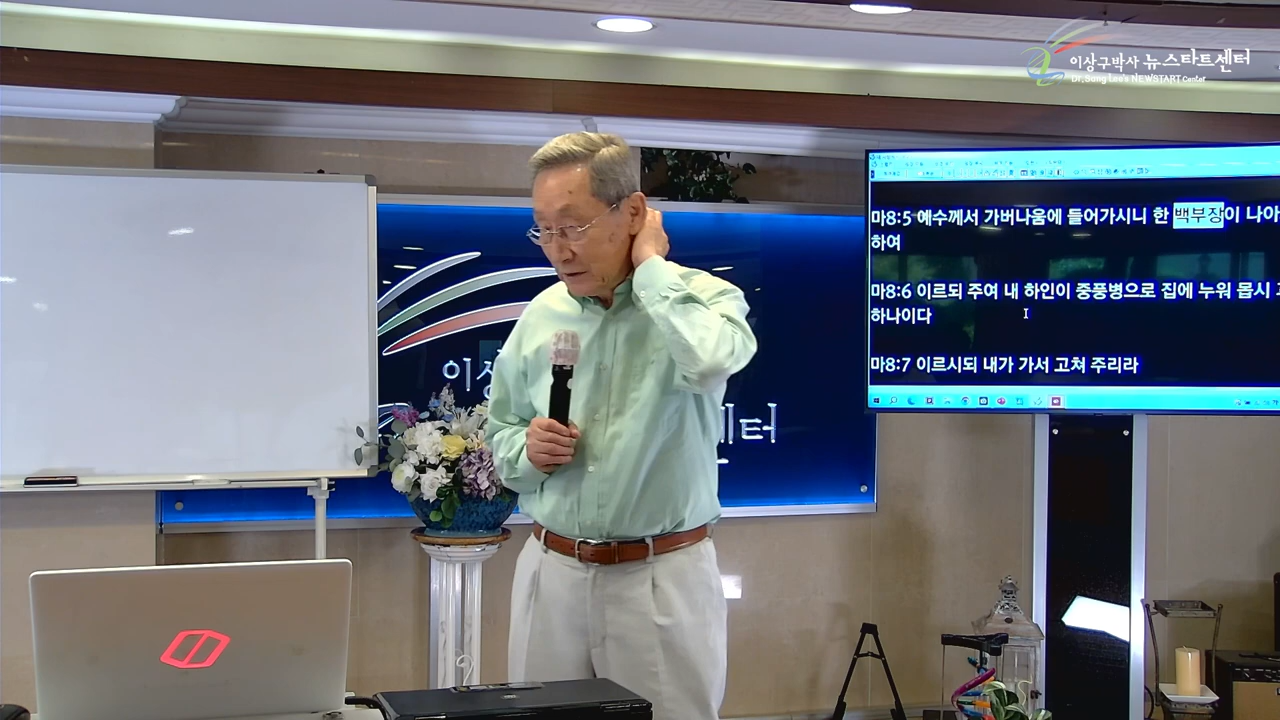 이상구박사 뉴스타트센터
Dr. Sang Lee's NEWSTART Center
마8:5 예수께서 가버나움에 들어가시니 한 백부장이 나아
하여
마8:6 이르되 주여 내 하인이 중풍병으로 집에 누워 몹시
하나이다
마8:7 이르시되 내가 가서 고쳐 주리라
이상
센터